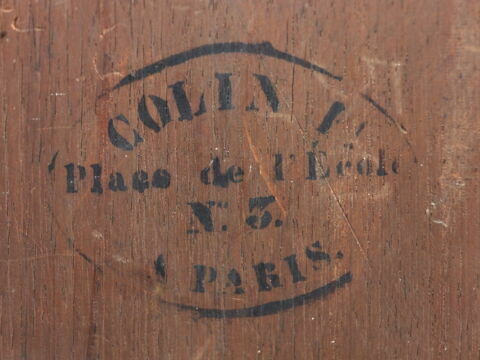 COLIN
Place de l'École
N. 3.
A PARIS.